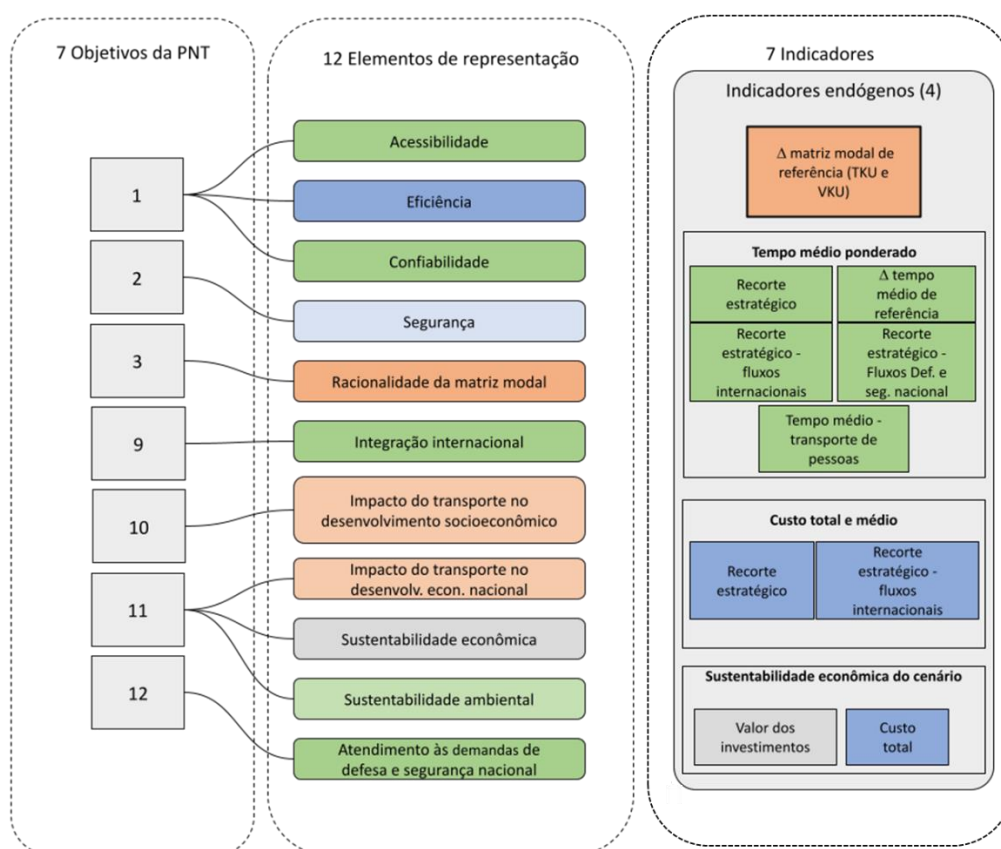 7 Objetivos da PNT
1
2
3
9
10
11
12
12 Elementos de representação
Acessibilidade
Eficiência
Confiabilidade
Segurança
Racionalidade da matriz modal
Integração internacional
Impacto do transporte no
desenvolvimento socioeconômico
Impacto do transporte no
desenvolv. econ. nacional
Sustentabilidade econômica
Sustentabilidade ambiental
Atendimento às demandas de
defesa e segurança nacional
7 Indicadores
Indicadores endógenos (4)
Δ matriz modal de
referência (TKU e
VKU)
Tempo médio ponderado
Recorte
estratégico
Δ tempo
médio de
referência
Recorte
estratégico -
fluxos
internacionais
Recorte
estratégico -
Fluxos Def. e
seg. nacional
Tempo médio -
transporte de
pessoas
Custo total e médio
Recorte
estratégico
Recorte
estratégico -
fluxos
internacionais
Sustentabilidade econômica do cenário
Valor dos
investimentos
Custo
total